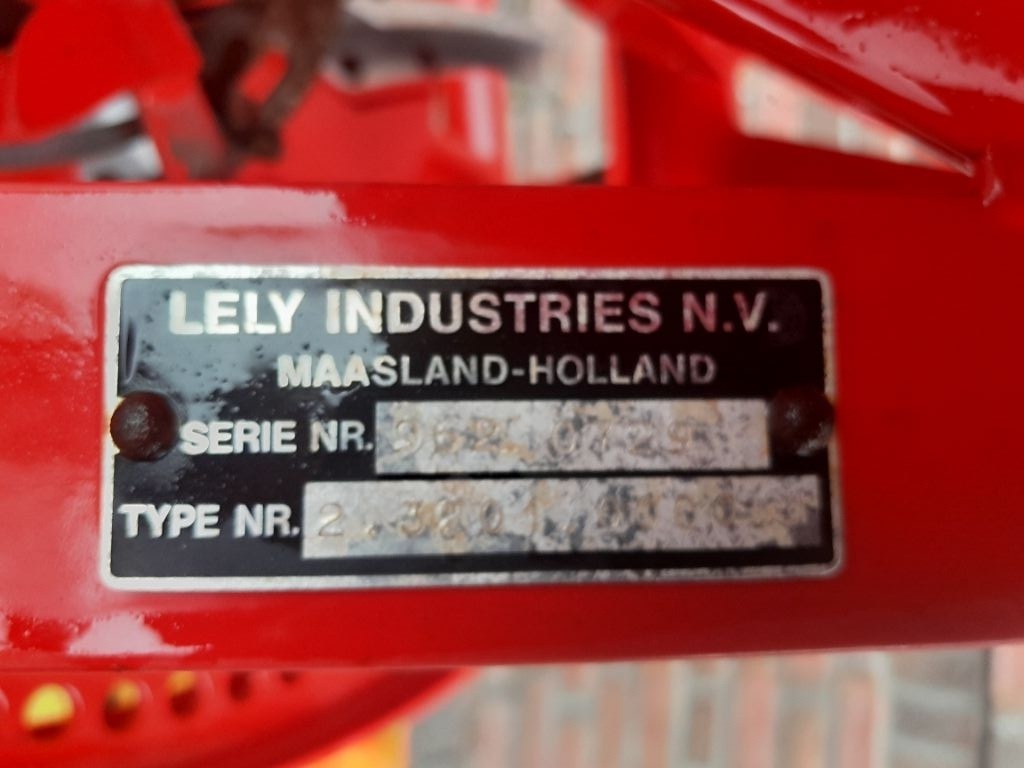 LELY INDUSTRIES N.V.
MAASLAND-HOLLAND
SERIE NR.
TYPE NR.